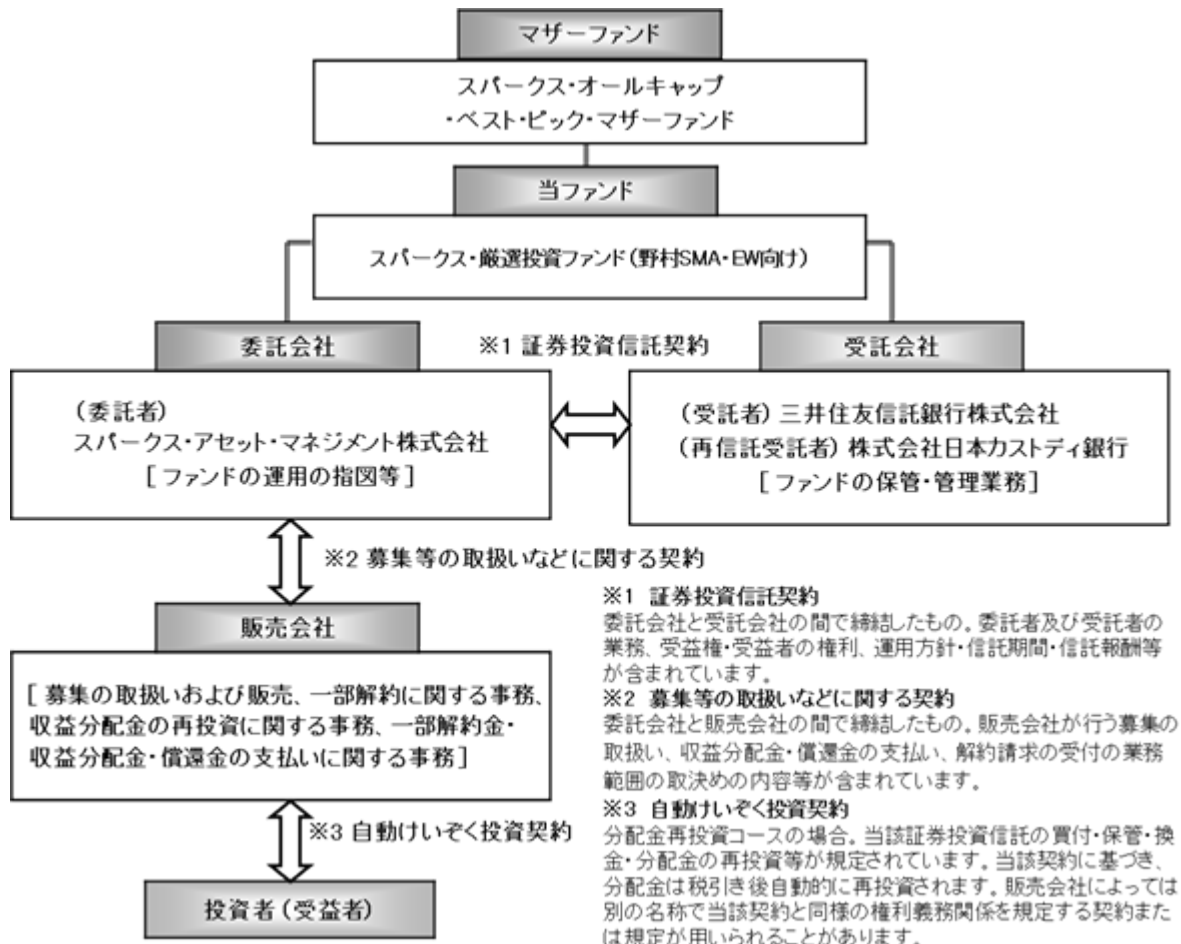 マザーファンド
スパークス・オールキャップ
・ベスト・ピック・マザーファンド
当ファンド
スパークス・厳選投資ファンド（野村SMA・EW向け）
委託会社
※1 証券投資信託契約
受託会社
（委託者）
スパークス・アセット・マネジメント株式会社
［ファンドの運用の指図等］
（受託者）三井住友信託銀行株式会社
（再信託受託者）株式会社日本カストディ銀行
［ファンドの保管・管理業務］
※2 募集等の取扱いなどに関する契約
販売会社
［募集の取扱いおよび販売、一部解約に関する事務、
収益分配金の再投資に関する事務、一部解約金・
収益分配金・償還金の支払いに関する事務］
※3 自動けいぞく投資契約
投資者（受益者）
※1 証券投資信託契約
委託会社と受託会社の間で締結したもの。委託者及び受託者の
業務、受益権・受益者の権利、運用方針・信託期間・信託報酬等
が含まれています。
※2 募集等の取扱いなどに関する契約
委託会社と販売会社の間で締結したもの。販売会社が行う募集の
取扱い、収益分配金・償還金の支払い、解約請求の受付の業務
範囲の取決めの内容等が含まれています。
※3 自動けいぞく投資契約
分配金再投資コースの場合。当該証券投資信託の買付・保管・換
金・分配金の再投資等が規定されています。当該契約に基づき、
分配金は税引き後自動的に再投資されます。販売会社によっては
別の名称で当該契約と同様の権利義務関係を規定する契約また
は規定が用いられることがあります。